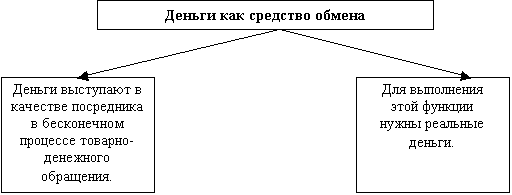 Деньги как средство обмена
Деньги выступают в
качестве посредника
в бесконечном
процессе товарно-
денежного
обращения.
Для выполнения
этой функции
нужны реальные
деньги.